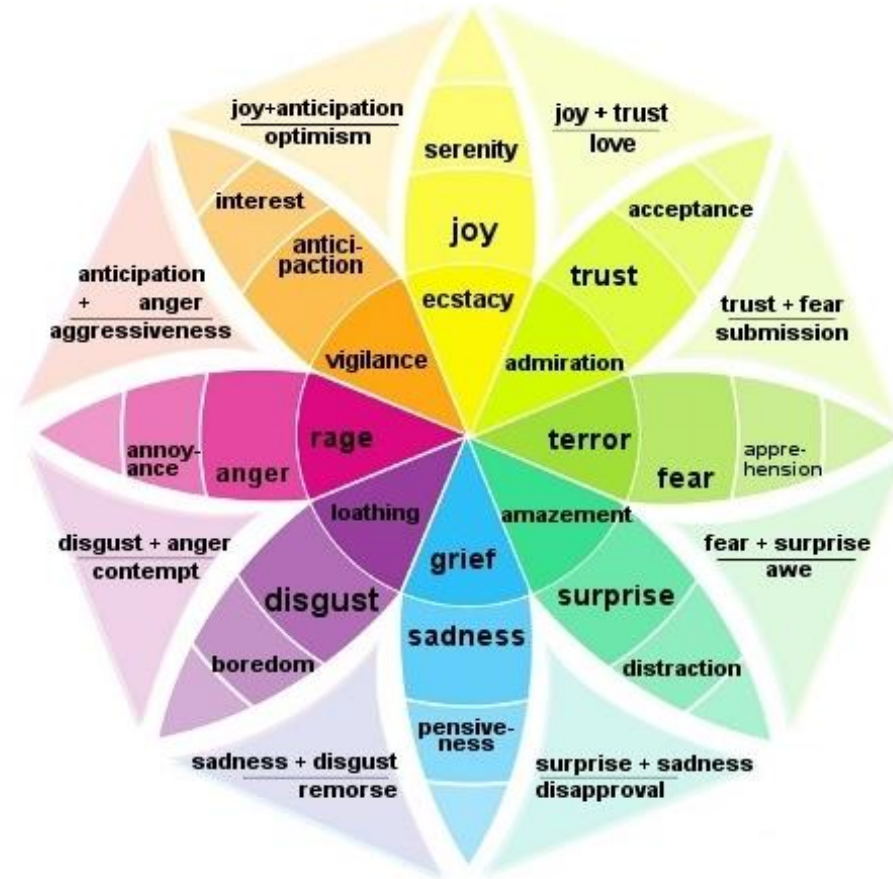 joy+anticipation
optimism
joy + trust
love
serenity
interest
acceptance
antici-
paction
joy
trust
anticipation
+ anger
aggressiveness
ecstacy
trust + fear
submission
vigilance
admiration
annoy-
ance
anger
rage
terror
fear
appre-
hension
loathing
amazement
disgust + anger
contempt
grief
fear + surprise
awe
disgust
surprise
sadness
boredom
distraction
pensive-
ness
sadness + disgust
remorse
surprise + sadness
disapproval